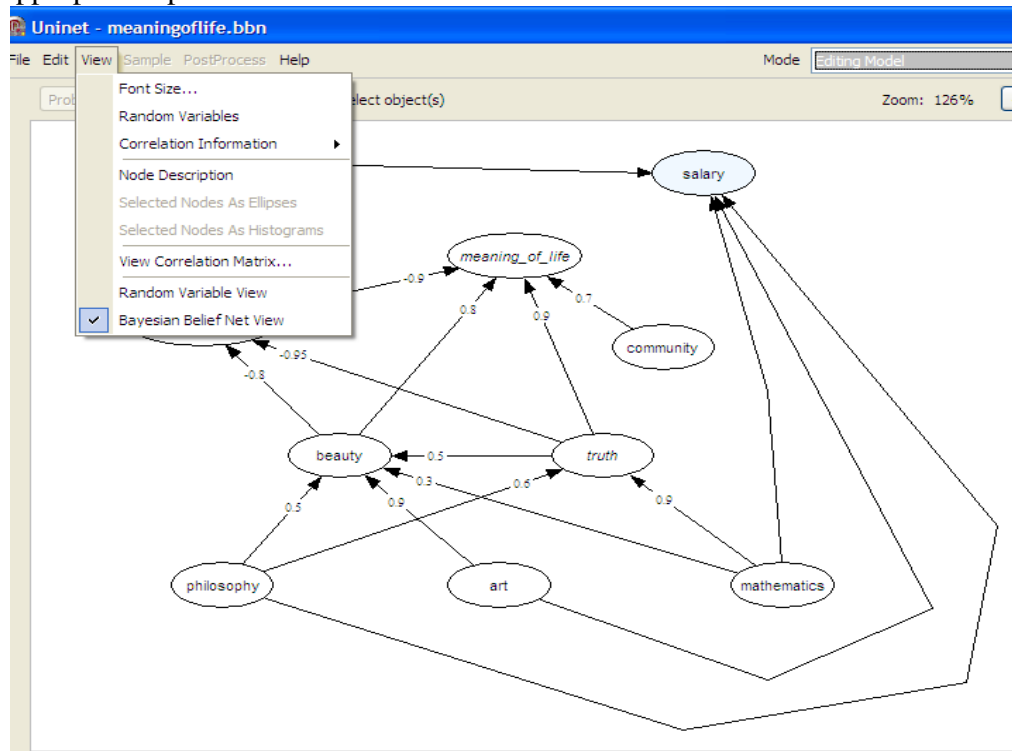 Uninet - meaningoflife.bbn
File Edit View Sample PostProcess Help Mode Editing Model
elect object(s) Zoom: 126%
Font Size...
Random Variables
Correlation Information
Node Description
Selected Nodes As Ellipses
Selected Nodes As Histograms
View Correlation Matrix...
Random Variable View
Bayesian Belief Net View
salary
meaning_of_life
-0.9
0.7
0.8
0.9
community
-0.95
-0.8
beauty
0.5
truth
0.3
0.6
0.5
0.9
0.9
philosophy
art
mathematics